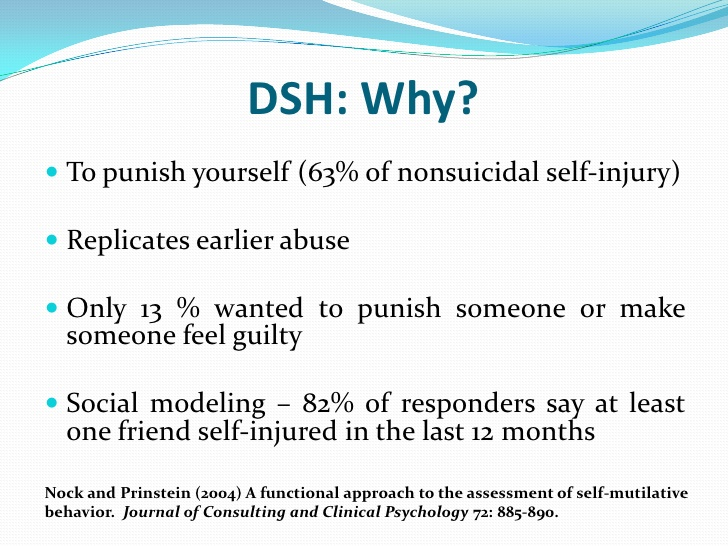 DSH: Why?
• To punish yourself (63% of nonsuicidal self-injury)
• Replicates earlier abuse
• Only 13 % wanted to punish someone or make
someone feel guilty
• Social modeling – 82% of responders say at least
one friend self-injured in the last 12 months
Nock and Prinstein (2004) A functional approach to the assessment of self-mutilative
behavior. Journal of Consulting and Clinical Psychology 72: 885-890.